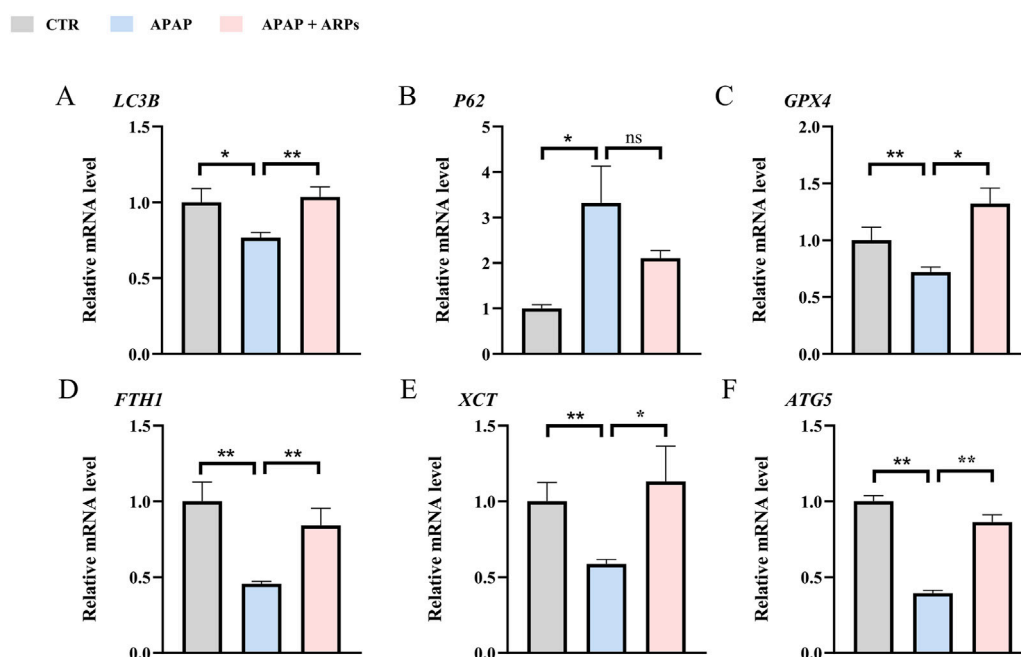 CTR APAP APAP + ARPs
A LC3B
Relative mRNA level
1.5
1.0
0.5
0.0
* **
B P62
Relative mRNA level
5
4
3
2
1
0
* ns
C GPX4
Relative mRNA level
2.0
1.5
1.0
0.5
0.0
** *
D FTH1
Relative mRNA level
1.5
1.0
0.5
0.0
** **
E XCT
Relative mRNA level
1.5
1.0
0.5
0.0
** *
F ATG5
Relative mRNA level
1.5
1.0
0.5
0.0
** **